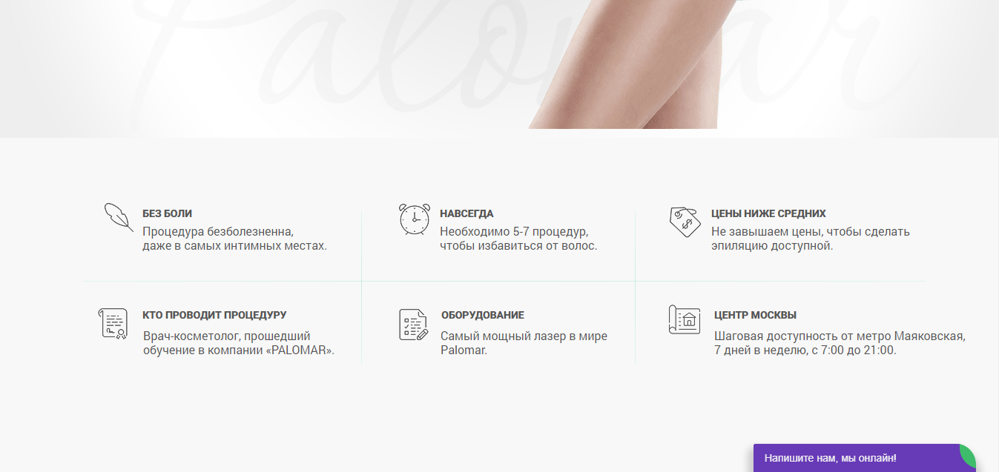 Palomar
БЕЗ БОЛИ
Процедура безболезненна,
даже в самых интимных местах.
НАВСЕГДА
Необходимо 5-7 процедур,
чтобы избавиться от волос.
ЦЕНЫ НИЖЕ СРЕДНИХ
Не завышаем цены, чтобы сделать
эпиляцию доступной.
КТО ПРОВОДИТ ПРОЦЕДУРУ
Врач-косметолог, прошедший
обучение в компании «PALOMAR».
ОБОРУДОВАНИЕ
Самый мощный лазер в мире
Palomar.
ЦЕНТР МОСКВЫ
Шаговая доступность от метро Маяковская,
7 дней в неделю, с 7:00 до 21:00.
Напишите нам, мы онлайн!